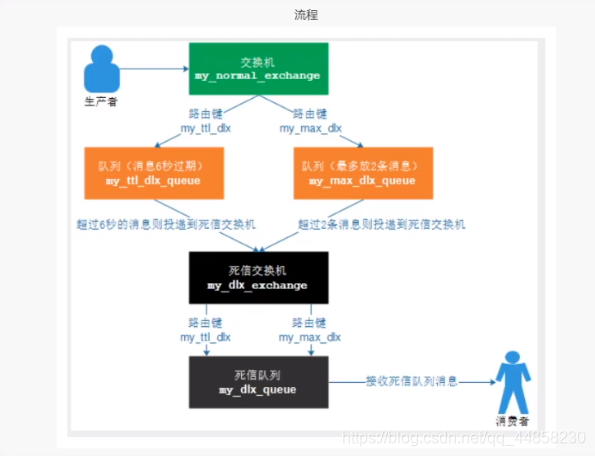 流程
交换机
my_normal_exchange
生产者
路由键
my_ttl_dlx
路由键
my_max_dlx
队列（消息6秒过期）
my_ttl_dlx_queue
队列（最多放2条消息）
my_max_dlx_queue
超过6秒的消息则投递到死信交换机
超过2条消息则投递到死信交换机
死信交换机
my_dlx_exchange
路由键
my_ttl_dlx
路由键
my_max_dlx
死信队列
my_dlx_queue
接收死信队列消息
消费者
https://blog.csdn.net/qq_44858230